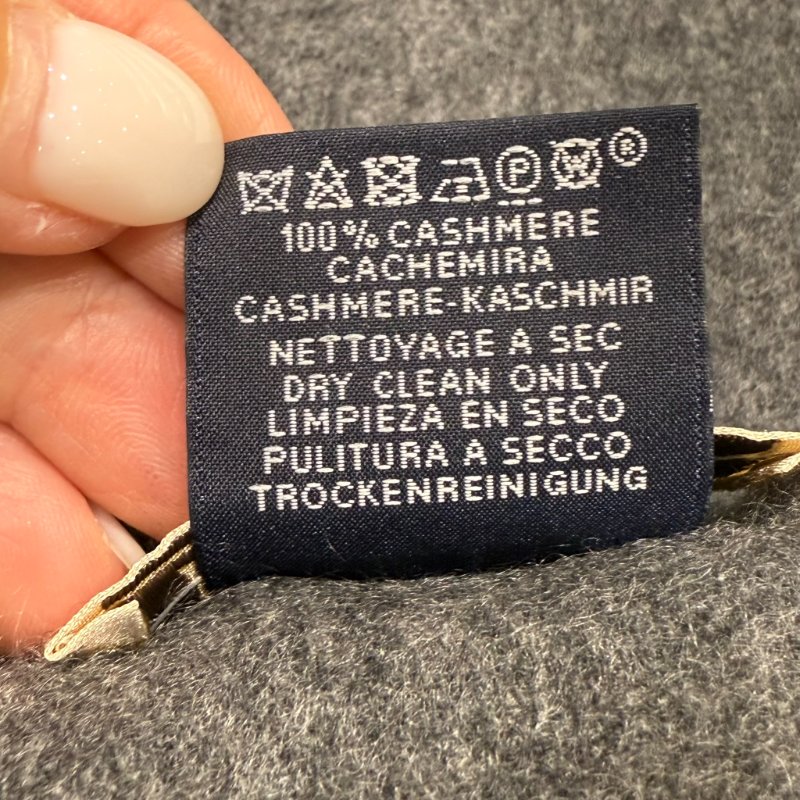 P W ®
100% CASHMERE
CACHEMIRA
CASHMERE-KASCHMIR
NETTOYAGE A SEC
DRY CLEAN ONLY
LIMPIEZA EN SECO
PULITURA A SECCO
TROCKENREINIGUNG